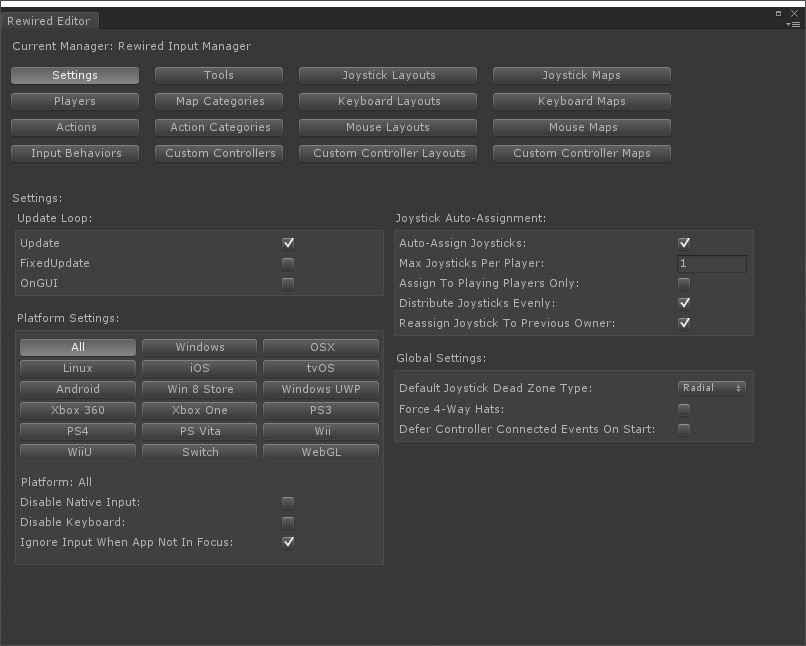 Rewired Editor
Current Manager: Rewired Input Manager
Settings Tools Joystick Layouts Joystick Maps
Players Map Categories Keyboard Layouts Keyboard Maps
Actions Action Categories Mouse Layouts Mouse Maps
Input Behaviors Custom Controllers Custom Controller Layouts Custom Controller Maps
Settings:
Update Loop:
Update
FixedUpdate
OnGUI
Platform Settings:
All Windows OSX
Linux iOS tvOS
Android Win 8 Store Windows UWP
Xbox 360 Xbox One PS3
PS4 PS Vita Wii
WiiU Switch WebGL
Platform: All
Disable Native Input:
Disable Keyboard:
Ignore Input When App Not In Focus:
Joystick Auto-Assignment:
Auto-Assign Joysticks:
Max Joysticks Per Player: 1
Assign To Playing Players Only:
Distribute Joysticks Evenly:
Reassign Joystick To Previous Owner:
Global Settings:
Default Joystick Dead Zone Type: Radial
Force 4-Way Hats:
Defer Controller Connected Events On Start: